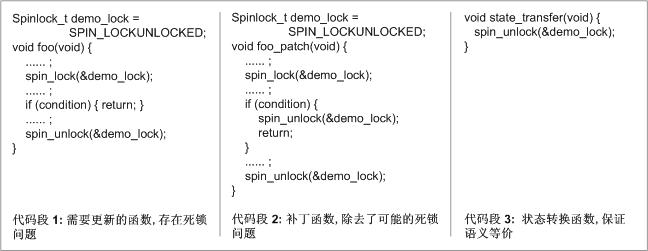 Spinlock_t demo_lock =
SPIN_LOCKUNLOCKED;
void foo(void) {
...... ;
spin_lock(&demo_lock);
...... ;
if (condition) { return; }
...... ;
spin_unlock(&demo_lock);
}
代码段 1: 需要更新的函数, 存在死锁
问题
Spinlock_t demo_lock =
SPIN_LOCKUNLOCKED;
void foo_patch(void) {
...... ;
spin_lock(&demo_lock);
...... ;
if (condition) {
spin_unlock(&demo_lock);
return;
}
...... ;
spin_unlock(&demo_lock);
}
代码段 2: 补丁函数, 除去了可能的死锁
问题
void state_transfer(void) {
spin_unlock(&demo_lock);
}
代码段 3: 状态转换函数, 保证
语义等价